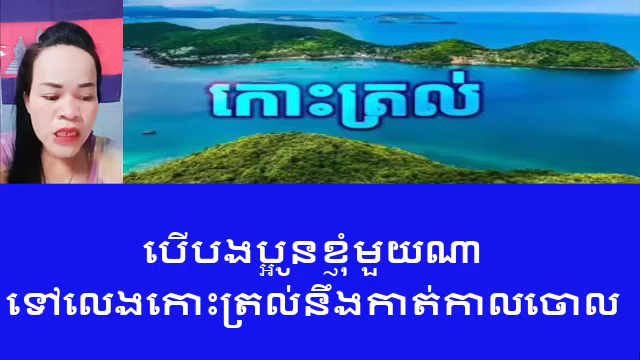 កោះត្រល់
បើបងប្អូនខ្ញុំមួយណា
ទៅលេងកោះត្រល់នឹងកាត់កាលចោល